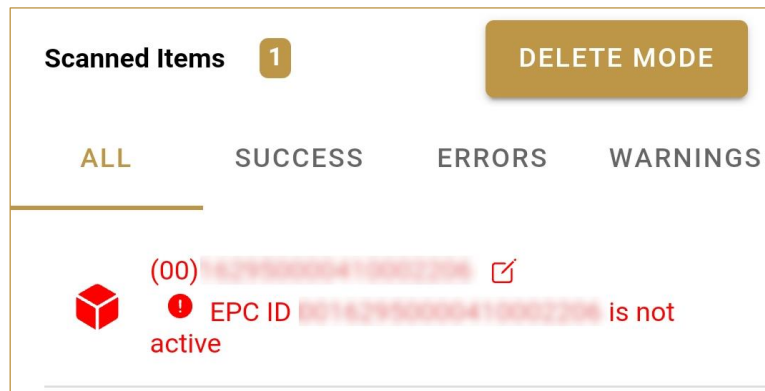 Scanned Items 1
DELETE MODE
ALL SUCCESS ERRORS WARNINGS
(00)
EPC ID is not
active